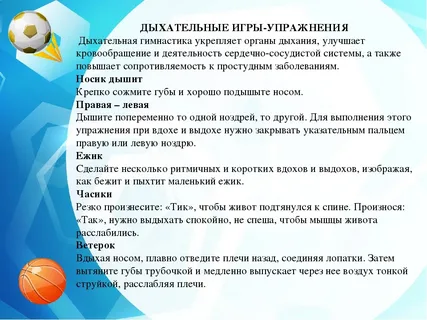 ДЫХАТЕЛЬНЫЕ ИГРЫ-УПРАЖНЕНИЯ
Дыхательная гимнастика укрепляет органы дыхания, улучшает
кровообращение и деятельность сердечно-сосудистой системы, а также
повышает сопротивляемость к простудным заболеваниям.
Носик дышит
Крепко сожмите губы и хорошо подышите носом.
Правая – левая
Дышите попеременно то одной ноздрей, то другой. Для выполнения этого
упражнения при вдохе и выдохе нужно закрывать указательным пальцем
правую или левую ноздрю.
Ежик
Сделайте несколько ритмичных и коротких вдохов и выдохов, изображая,
как бежит и пыхтит маленький ежик.
Часики
Резко произнесите: «Тик», чтобы живот подтянулся к спине. Произнося:
«Так», нужно выдыхать спокойно, не спеша, чтобы мышцы живота
расслабились.
Ветерок
Вдыхая носом, плавно отведите плечи назад, соединяя лопатки. Затем
вытяните губы трубочкой и медленно выпускает через нее воздух тонкой
струйкой, расслабляя плечи.